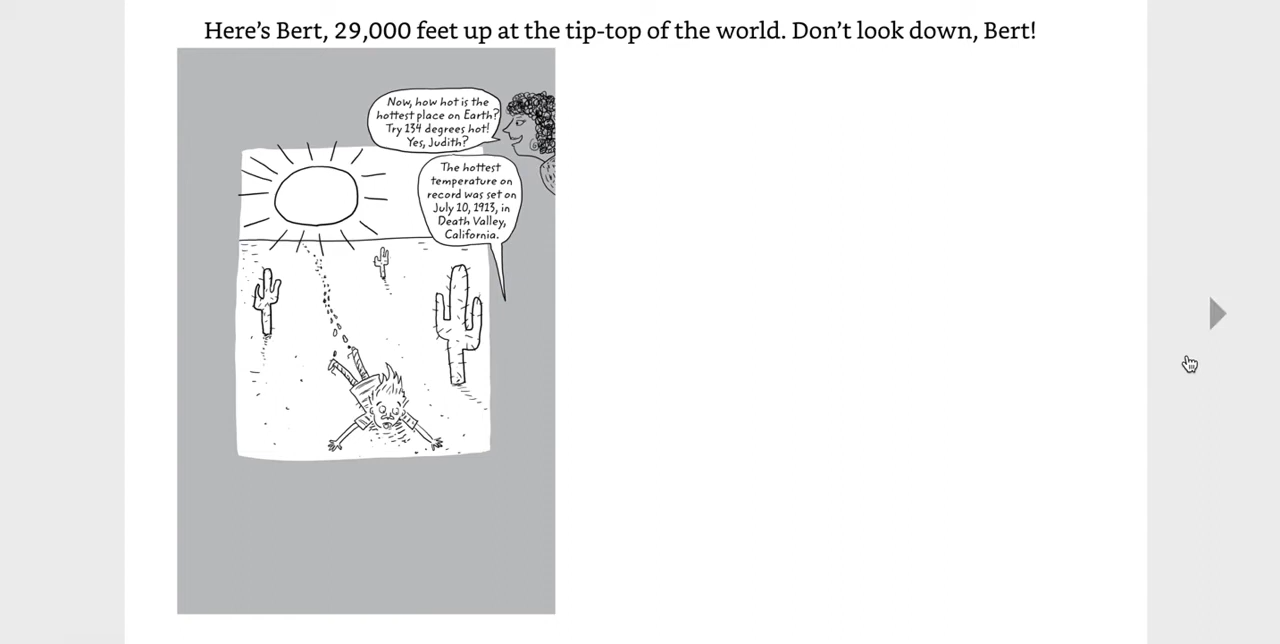 Here’s Bert, 29,000 feet up at the tip-top of the world. Don’t look down, Bert!
Now, how hot is the
hottest place on Earth?
Try 134 degrees hot!
Yes, Judith?
The hottest
temperature on
record was set on
July 10, 1913, in
Death Valley,
California.